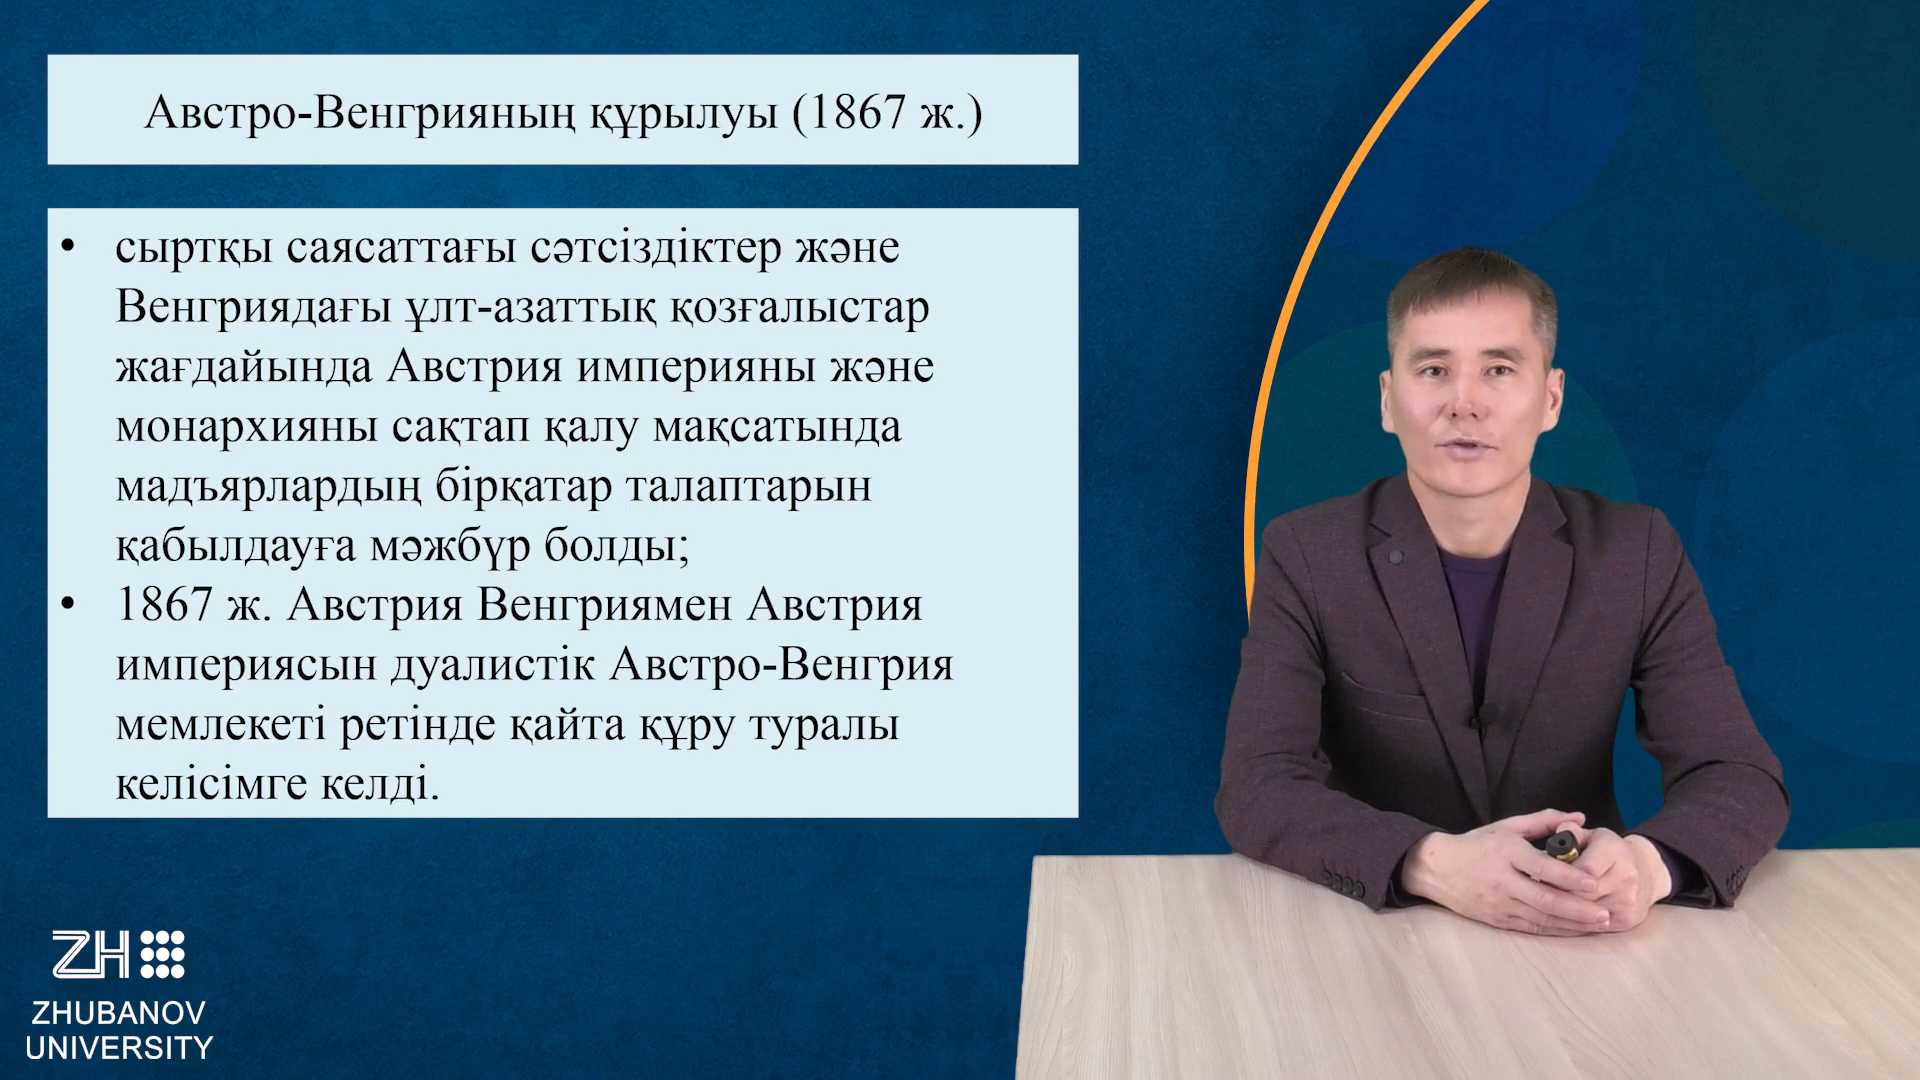 Австро-Венгрияның құрылуы (1867 ж.)
• сыртқы саясаттағы сәтсіздіктер және
Венгриядағы ұлт-азаттық қозғалыстар
жағдайында Австрия империяны және
монархияны сақтап қалу мақсатында
мадъярлардың бірқатар талаптарын
қабылдауға мәжбүр болды;
• 1867 ж. Австрия Венгриямен Австрия
империясын дуалистік Австро-Венгрия
мемлекеті ретінде қайта құру туралы
келісімге келді.
ZH
ZHUBANOV
UNIVERSITY